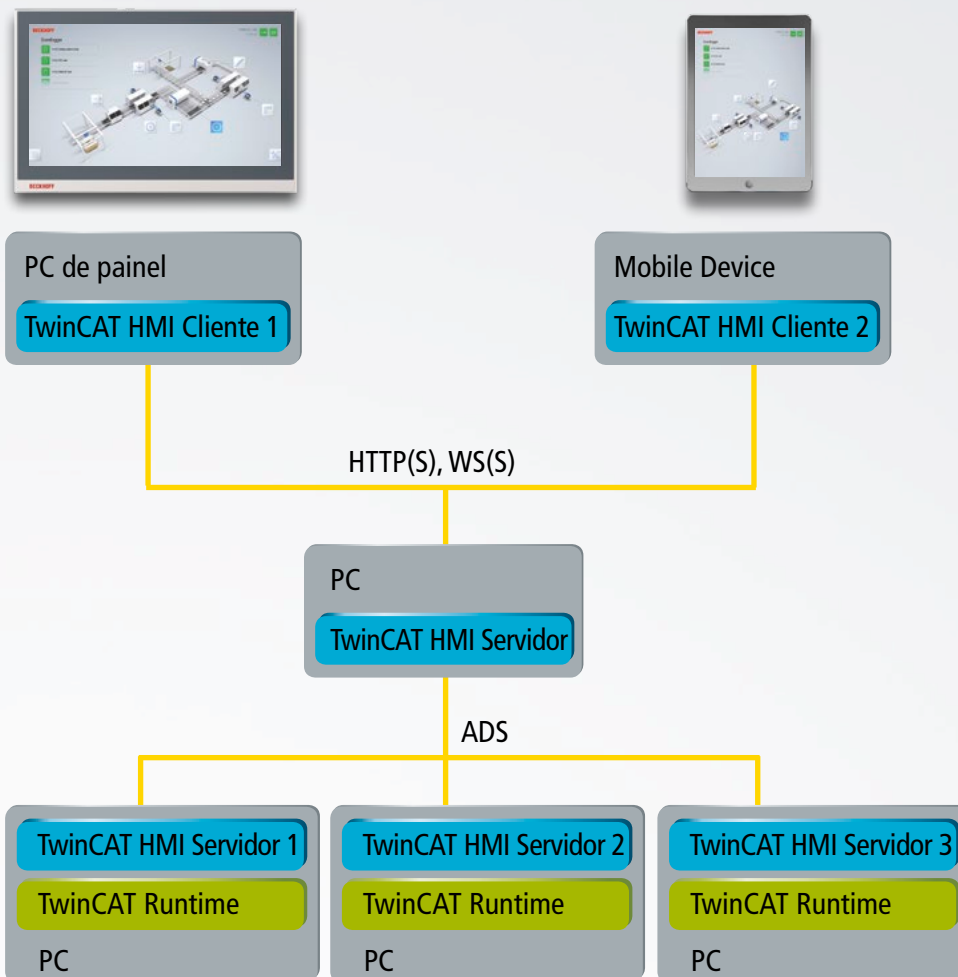 BECKHOFF
BECKHOFF
PC de painel
TwinCAT HMI Cliente 1
Mobile Device
TwinCAT HMI Cliente 2
HTTP(S), WS(S)
PC
TwinCAT HMI Servidor
ADS
TwinCAT HMI Servidor 1
TwinCAT Runtime
PC
TwinCAT HMI Servidor 2
TwinCAT Runtime
PC
TwinCAT HMI Servidor 3
TwinCAT Runtime
PC